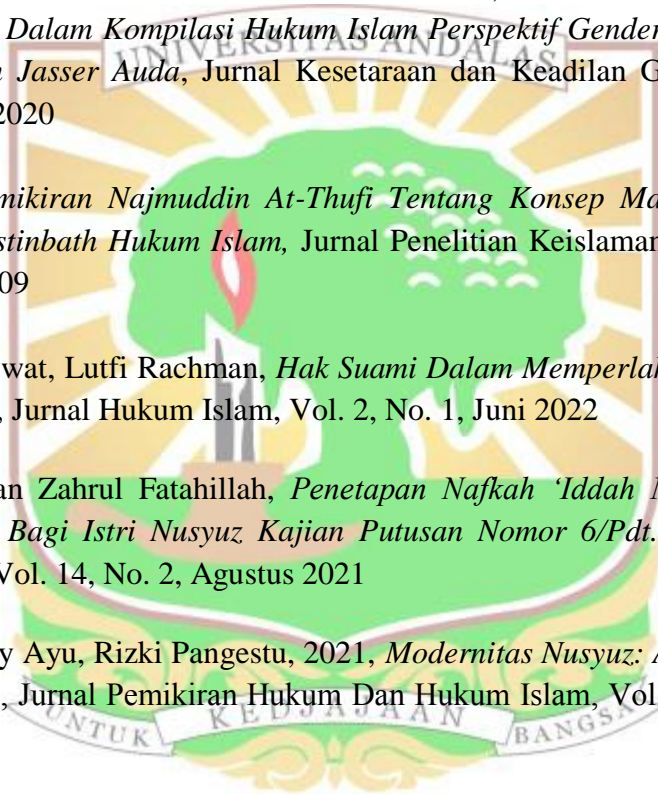 Dalam Kompilasi Hukum Islam Perspektif Gender
UNIVERSITAS ANDALAS
Jasser Auda, Jurnal Kesetaraan dan Keadilan G
2020
mikiran Najmuddin At-Thufi Tentang Konsep Ma
stinbath Hukum Islam, Jurnal Penelitian Keislaman
09
wat, Lutfi Rachman, Hak Suami Dalam Memperlak
, Jurnal Hukum Islam, Vol. 2, No. 1, Juni 2022
an Zahrul Fatahillah, Penetapan Nafkah ‘Iddah
Bagi Istri Nusyuz Kajian Putusan Nomor 6/Pdt.
Vol. 14, No. 2, Agustus 2021
y Ayu, Rizki Pangestu, 2021, Modernitas Nusyuz: A
, Jurnal Pemikiran Hukum Dan Hukum Islam, Vol.
UNTUK KEDJAJAAN BANGSA